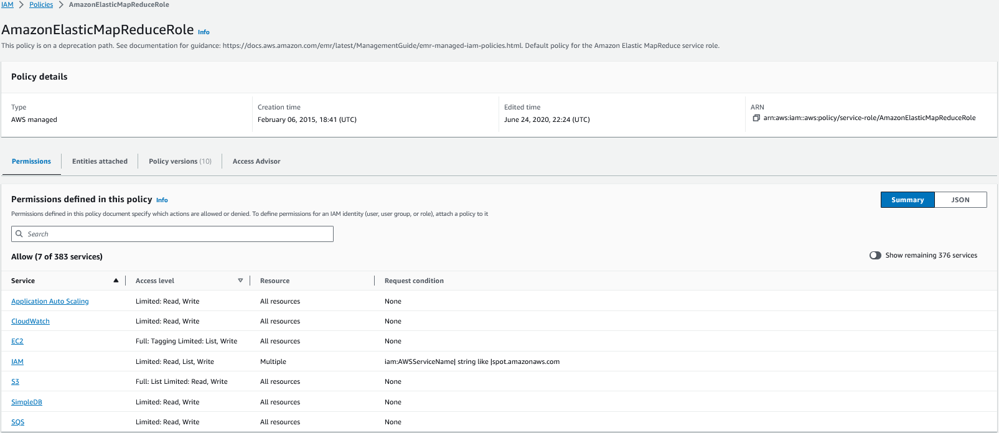 IAM > Policies > AmazonElasticMapReduceRole
AmazonElasticMapReduceRole Info
This policy is on a deprecation path. See documentation for guidance: https://docs.aws.amazon.com/emr/latest/ManagementGuide/emr-managed-iam-policies.html. Default policy for the Amazon Elastic MapReduce service role.
Policy details
Type
AWS managed
Creation time
February 06, 2015, 18:41 (UTC)
Edited time
June 24, 2020, 22:24 (UTC)
ARN
arn:aws:iam::aws:policy/service-role/AmazonElasticMapReduceRole
Permissions Entities attached Policy versions (10) Access Advisor
Permissions defined in this policy Info
Summary JSON
Permissions defined in this policy document specify which actions are allowed or denied. To define permissions for an IAM identity (user, user group, or role), attach a policy to it
Search
Allow (7 of 383 services)
Show remaining 376 services
Service Access level Resource Request condition
Application Auto Scaling Limited: Read, Write All resources None
CloudWatch Limited: Read, Write All resources None
EC2 Full: Tagging Limited: List, Write All resources None
IAM Limited: Read, List, Write Multiple iam:AWSServiceName| string like |spot.amazonaws.com
S3 Full: List Limited: Read, Write All resources None
SimpleDB Limited: Read, Write All resources None
SQS Limited: Read, Write All resources None